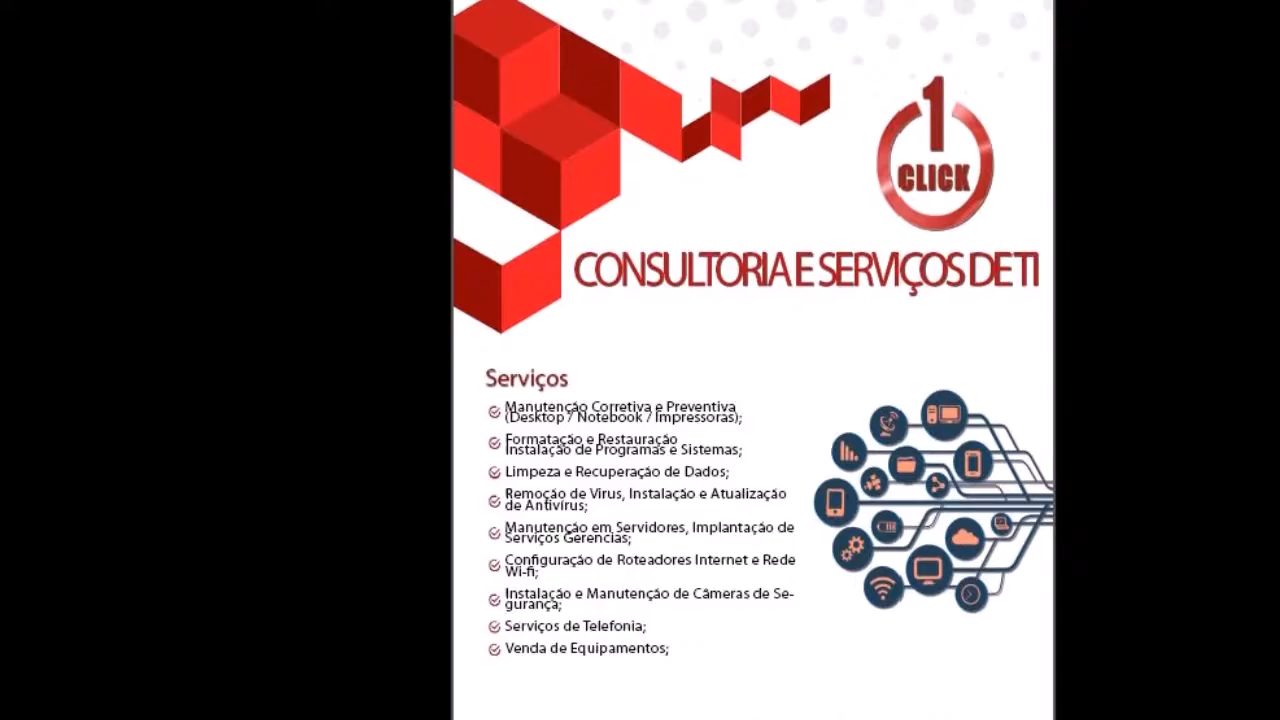 1
CLICK
CONSULTORIA E SERVIÇOS DE TI
Serviços
Manutenção Corretiva e Preventiva
(Desktop / Notebook / Impressoras);
Formatação e Restauração
Instalação de Programas e Sistemas;
Limpeza e Recuperação de Dados;
Remoção de Virus, Instalação e Atualização
de Antivírus;
Manutenção em Servidores, Implantação de
Serviços Gerencias;
Configuração de Roteadores Internet e Rede
Wi-fi;
Instalação e Manutenção de Câmeras de Se-
gurança;
Serviços de Telefonia;
Venda de Equipamentos;